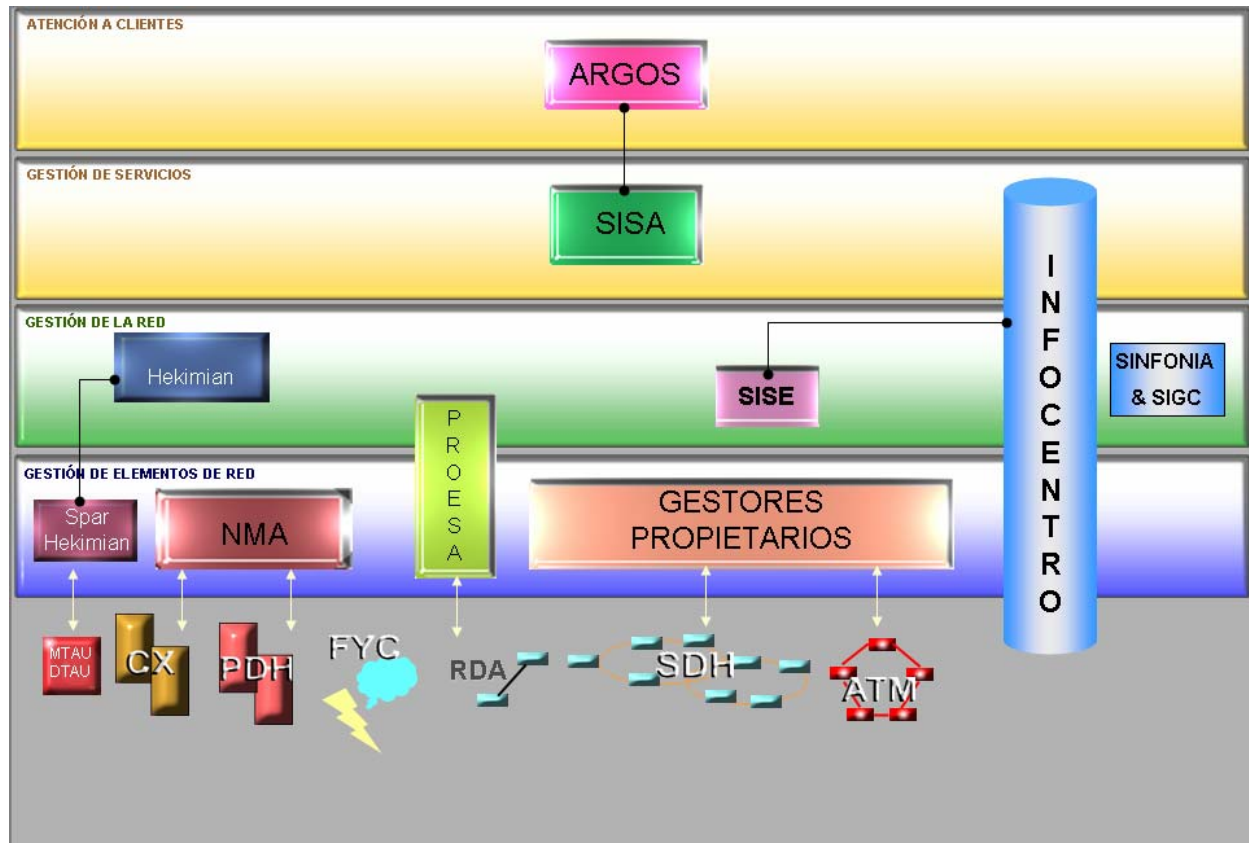 ATENCIÓN A CLIENTES
ARGOS
GESTIÓN DE SERVICIOS
SISA
INFOCENTRO
GESTIÓN DE LA RED
Hekimian
SISE
SINFONIA
& SIGC
PROESA
GESTIÓN DE ELEMENTOS DE RED
Spar
Hekimian
NMA
GESTORES
PROPIETARIOS
MTAU
DTAU
CX
PDH
FYC
RDA
SDH
ATM